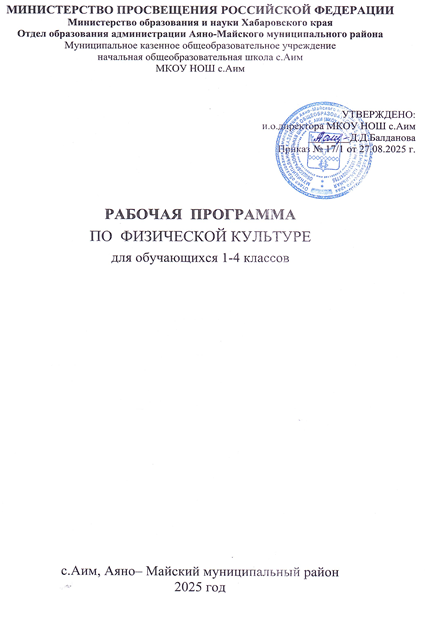 МИНИСТЕРСТВО ПРОСВЕЩЕНИЯ РОССИЙСКОЙ ФЕДЕРАЦИИ
Министерство образования и науки Хабаровского края
Отдел образования администрации Аяно-Майского муниципального района
Муниципальное казенное общеобразовательное учреждение
начальная общеобразовательная школа с.Аим
МКОУ НОШ с.Аим
УТВЕРЖДЕНО:
и.о.директора МКОУ НОШ с.Аим
Д.Д.Балданова
Приказ № 17/1 от 27.08.2025 г.
РАБОЧАЯ ПРОГРАММА
ПО ФИЗИЧЕСКОЙ КУЛЬТУРЕ
для обучающихся 1-4 классов
с.Аим, Аяно– Майский муниципальный район
2025 год